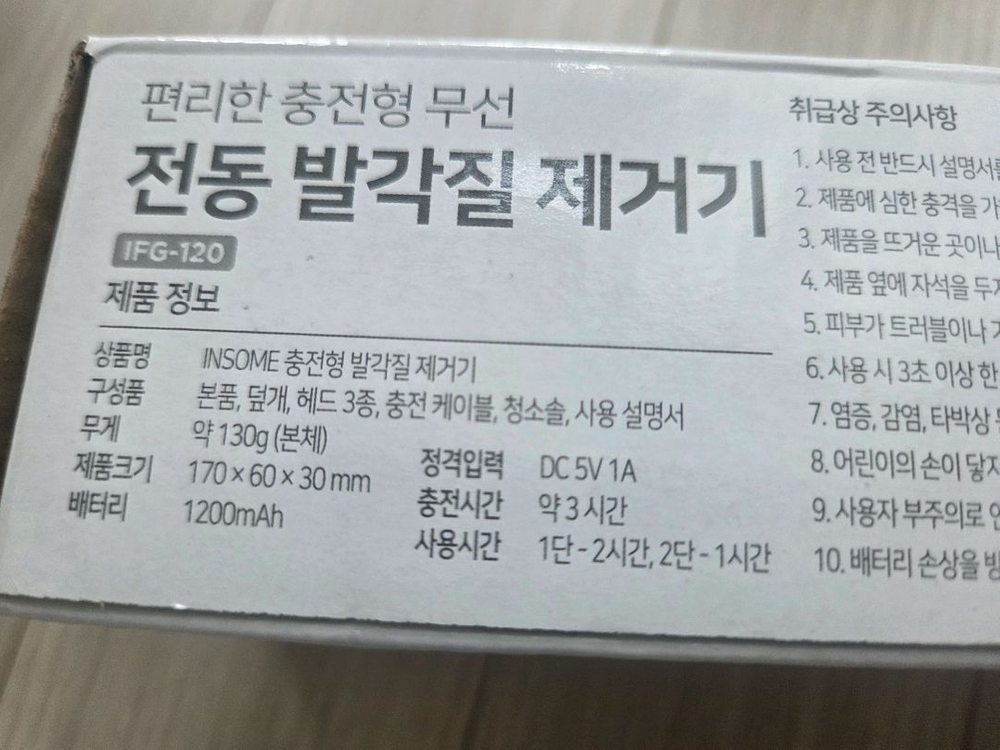 편리한 충전형 무선
전동 발각질 제거기
IFG-120
제품 정보
상품명 INSOME 충전형 발각질 제거기
구성품 본품, 덮개, 헤드 3종, 충전 케이블, 청소솔, 사용 설명서
무게 약 130g (본체)
제품크기 170 × 60 × 30 mm
배터리 1200mAh
정격입력 DC 5V 1A
충전시간 약 3 시간
사용시간 1단 - 2시간, 2단 - 1시간
취급상 주의사항
1. 사용 전 반드시 설명서를
2. 제품에 심한 충격을
3. 제품을 뜨거운 곳이나
4. 제품 옆에 자석을 두지
5. 피부가 트러블이나
6. 사용 시 3초 이상 한
7. 염증, 감염, 타박상
8. 어린이의 손이 닿지
9. 사용자 부주의로
10. 배터리 손상을